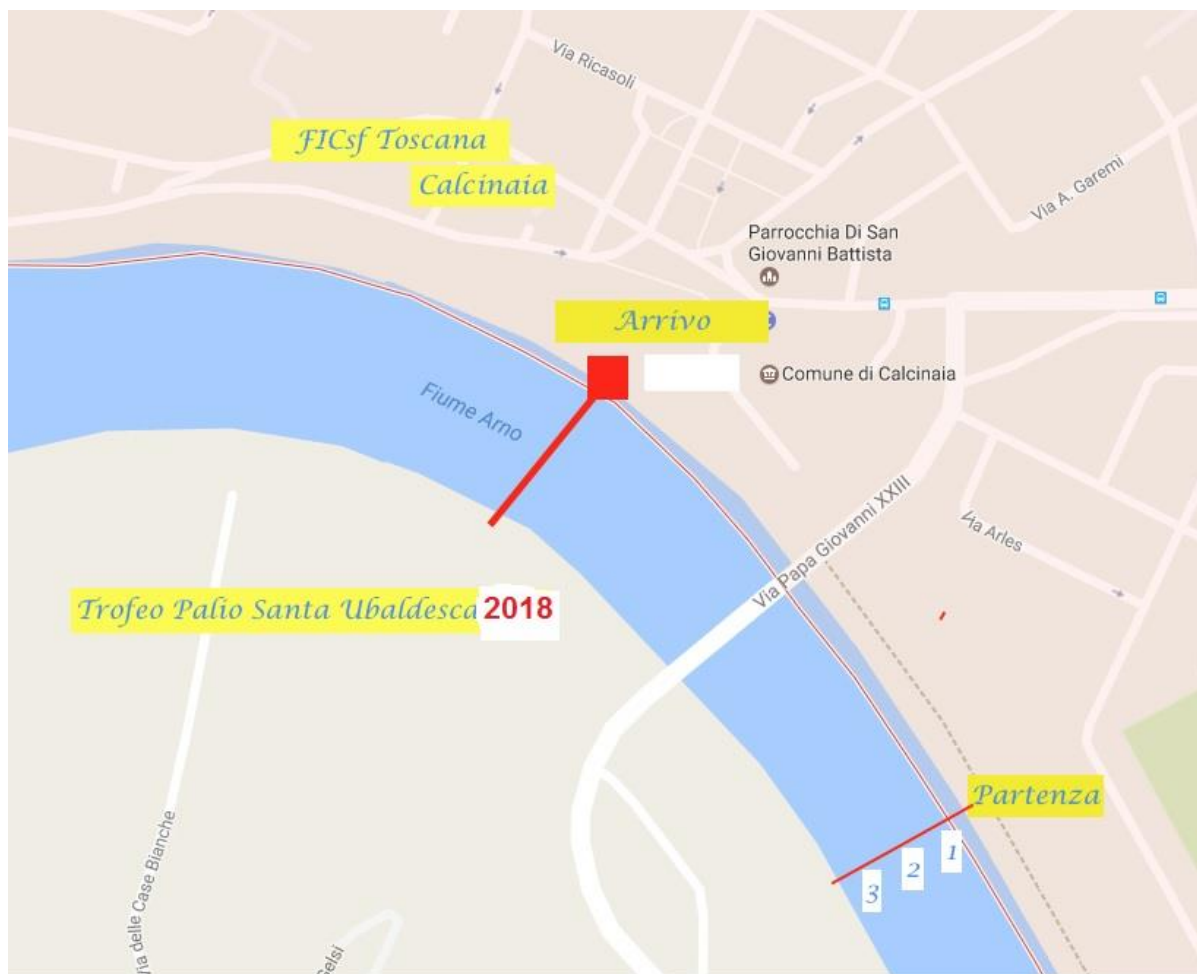 Via Ricasoli
FICsf Toscana
Calcinaia
Via A. Garemi
Parrocchia Di San
Giovanni Battista
Arrivo
Comune di Calcinaia
Fiume Arno
Via Papa Giovanni XXIII
Via Arles
Trofeo Palio Santa Ubaldesca 2018
Partenza
1
2
3
Via delle Case Bianche
Gelsi